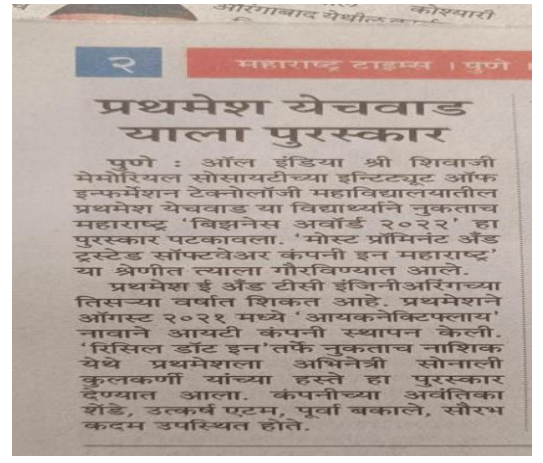 औरंगाबाद येथील
कोश्यारी
२
महाराष्ट्र टाइम्स । पुणे ।
प्रथमेश येचवाड
याला पुरस्कार
पुणे : ऑल इंडिया श्री शिवाजी
मेमोरियल सोसायटीच्या इन्टिट्यूट ऑफ
इन्फर्मेशन टेक्नोलॉजी महाविद्यालयातील
प्रथमेश येचवाड या विद्यार्थ्याने नुकताच
महाराष्ट्र 'बिझनेस अवॉर्ड २०२२' हा
पुरस्कार पटकावला. 'मोस्ट प्रॉमिनंट अँड
ट्रस्टेड सॉफ्टवेअर कंपनी इन महाराष्ट्र'
या श्रेणीत त्याला गौरविण्यात आले.
प्रथमेश ई अँड टीसी इंजिनीअरिंगच्या
तिसऱ्या वर्षात शिकत आहे. प्रथमेशने
ऑगस्ट २०२१ मध्ये 'आयकनेक्टिफ्लाय'
नावाने आयटी कंपनी स्थापन केली.
'रिसिल डॉट इन'तर्फे नुकताच नाशिक
येथे प्रथमेशला अभिनेत्री सोनाली
कुलकर्णी यांच्या हस्ते हा पुरस्कार
देण्यात आला. कंपनीच्या अवंतिका
शेंडे, उत्कर्ष एटम, पूर्वा बकाले, सौरभ
कदम उपस्थित होते.